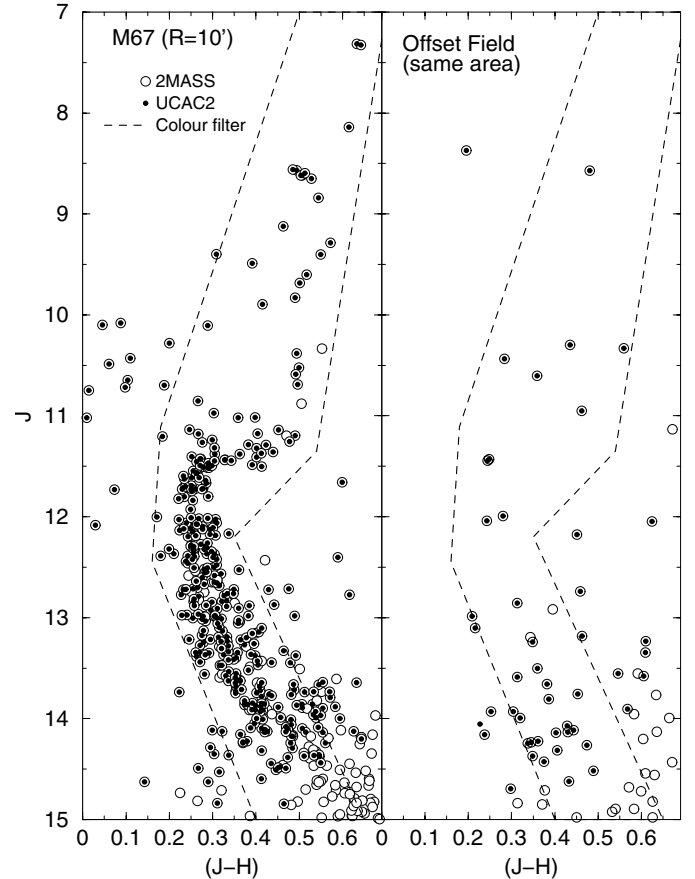 M67 (R=10')
2MASS
UCAC2
Colour filter
Offset Field
(same area)
J
7
8
9
10
11
12
13
14
15
0 0.1 0.2 0.3 0.4 0.5 0.6 0 0.1 0.2 0.3 0.4 0.5 0.6
(J−H) (J−H)